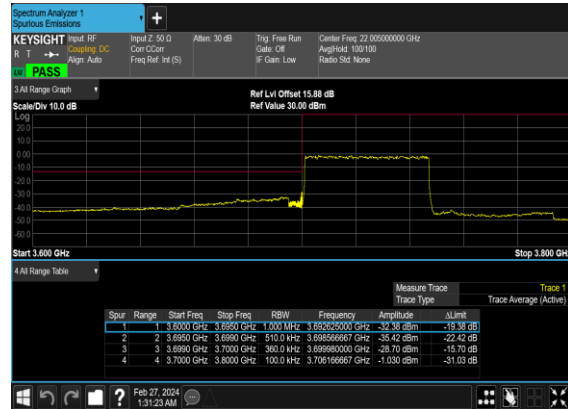 Spectrum Analyzer 1
Spurious Emissions
+
KEYSIGHT Input: RF Input Z: 50 Ω Atten: 30 dB Trig: Free Run Center Freq: 22.005000000 GHz
R T Coupling: DC Corr CCorr Gate: Off Avg|Hold: 100/100
Align: Auto Freq Ref: Int (S) IF Gain: Low Radio Std: None
LW PASS
3 All Range Graph
Ref Lvl Offset 15.88 dB
Scale/Div 10.0 dB Ref Value 30.00 dBm
Log
20.0
10.0
0.00
-10.0
-20.0
-30.0
-40.0
-50.0
-60.0
Start 3.600 GHz Stop 3.800 GHz
4 All Range Table
Measure Trace Trace 1
Trace Type Trace Average (Active)
Spur Range Start Freq Stop Freq RBW Frequency Amplitude ΔLimit
1 1 3.6000 GHz 3.6950 GHz 1.000 MHz 3.692625000 GHz -32.38 dBm -19.38 dB
2 2 3.6950 GHz 3.6990 GHz 510.0 kHz 3.698566667 GHz -35.42 dBm -22.42 dB
3 3 3.6990 GHz 3.7000 GHz 360.0 kHz 3.699980000 GHz -28.70 dBm -15.70 dB
4 4 3.7000 GHz 3.8000 GHz 100.0 kHz 3.706166667 GHz -1.030 dBm -31.03 dB
? Feb 27, 2024
1:31:23 AM